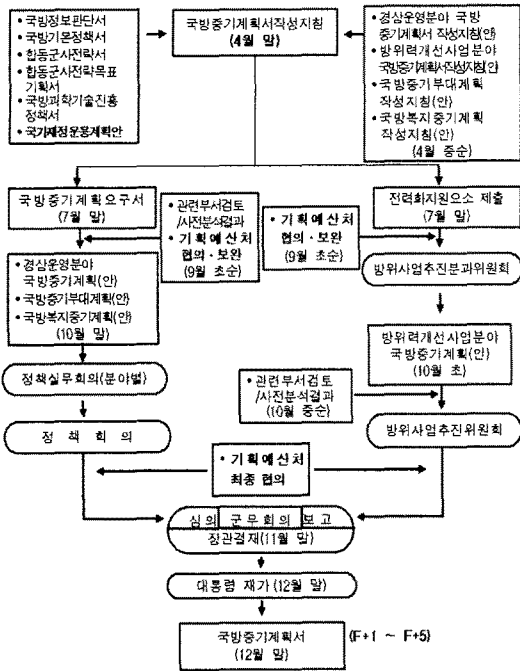 • 국방정보판단서
• 국방기본정책서
• 합동군사전략서
• 합동군사전략목표
기획서
• 국방과학기술진흥
정책서
• 국가재정운용계획안
국방중기계획서작성지침
(4월 말)
• 경상운영분야 국방
중기계획서 작성지침(안)
• 방위력개선사업분야
국방중기계획서작성지침(안)
• 국방중기부대계획
작성지침(안)
• 국방복지중기계획
작성지침(안)
(4월 중순)
국방중기계획요구서
(7월 말)
• 관련부서검토
/사전분석결과
• 기획예산처
협의·보완
(9월 초순)
• 기획예산처
협의·보완
(9월 초순)
전력화지원요소 제출
(7월 말)
방위사업추진분과위원회
• 경상운영분야
국방중기계획(안)
• 국방중기부대계획(안)
• 국방복지중기계획(안)
(10월 말)
방위력개선사업분야
국방중기계획(안)
(10월 초)
정책실무회의(분야별)
• 관련부서검토
/사전분석결과
(10월 중순)
정 책 회 의
방위사업추진위원회
• 기획예산처
최종 협의
심의 군무회의 보고
장관결재(11월 말)
대통령 재가(12월 말)
국방중기계획서
(12월 말)
(F+1 ~ F+5)